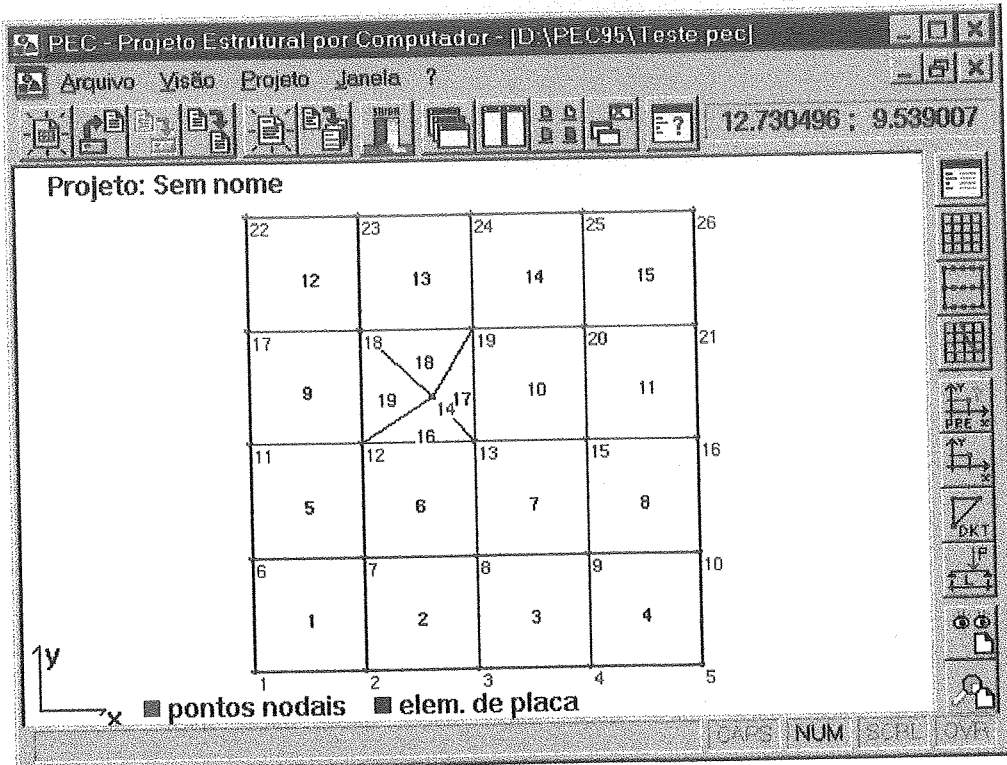 PEC - Projeto Estrutural por Computador - [D:\PEC95\Teste pec]
Arquivo Visão Projeto Janela ?
12.730496 ; 9.539007
Projeto: Sem nome
22 23 24 25 26
12 13 14 15
17 18 19 20 21
18
9 19 14 17 10 11
16
11 12 13 15 16
5 6 7 8
6 7 8 9 10
1 2 3 4
1 2 3 4 5
y
x
pontos nodais elem. de placa
Y
PRE X
Y
X
DKT
P
L
CAPS NUM SCRL OVR